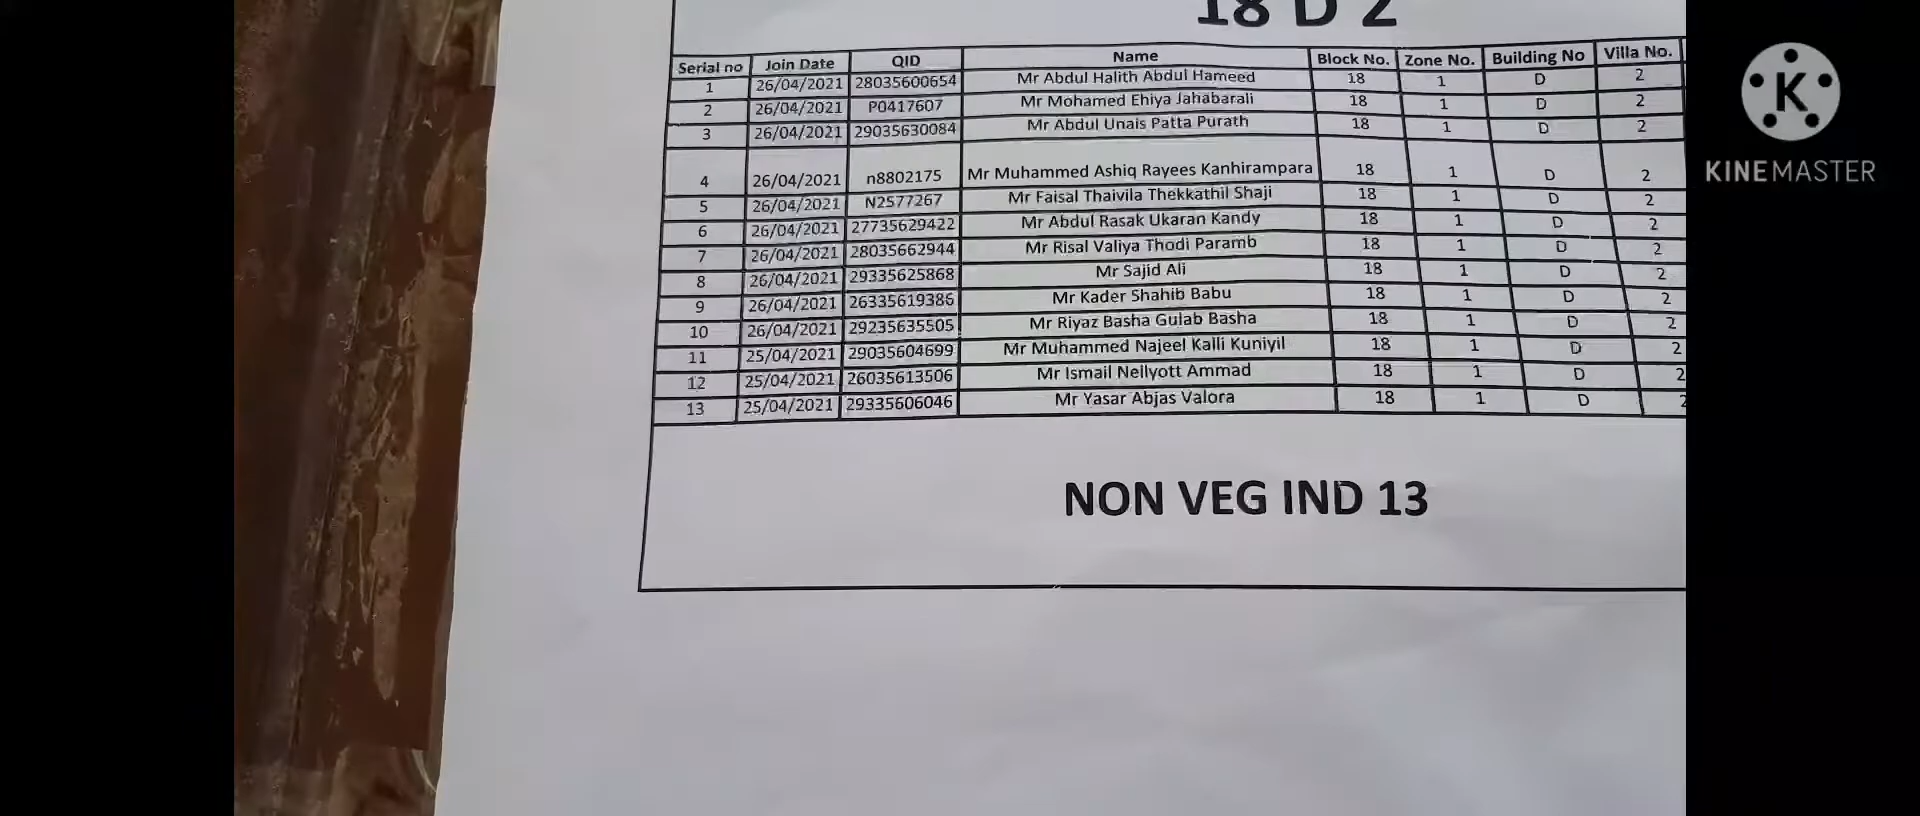 18 D 2
Serial no Join Date QID Name Block No. Zone No. Building No Villa No.
1 26/04/2021 28035600654 Mr Abdul Halith Abdul Hameed 18 1 D 2
2 26/04/2021 P0417607 Mr Mohamed Ehiya Jahabarali 18 1 D 2
3 26/04/2021 29035630084 Mr Abdul Unais Patta Purath 18 1 D 2
4 26/04/2021 n8802175 Mr Muhammed Ashiq Rayees Kanhirampara 18 1 D 2
5 26/04/2021 N2577267 Mr Faisal Thaivila Thekkathil Shaji 18 1 D 2
6 26/04/2021 27735629422 Mr Abdul Rasak Ukaran Kandy 18 1 D 2
7 26/04/2021 28035662944 Mr Risal Valiya Thodi Paramb 18 1 D 2
8 26/04/2021 29335625868 Mr Sajid Ali 18 1 D 2
9 26/04/2021 26335619386 Mr Kader Shahib Babu 18 1 D 2
10 26/04/2021 29235635505 Mr Riyaz Basha Gulab Basha 18 1 D 2
11 25/04/2021 29035604699 Mr Muhammed Najeel Kalli Kuniyil 18 1 D 2
12 25/04/2021 26035613506 Mr Ismail Nellyott Ammad 18 1 D 2
13 25/04/2021 29335606046 Mr Yasar Abjas Valora 18 1 D 2
NON VEG IND 13
K
KINEMASTER